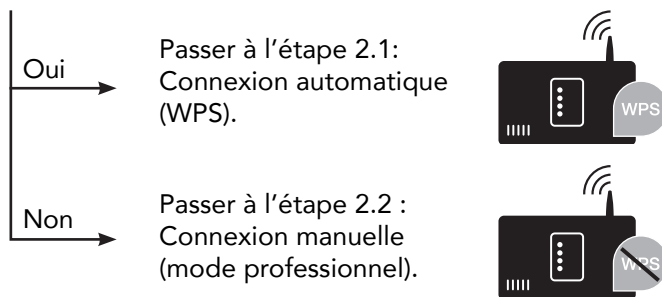 Oui
Passer à l’étape 2.1:
Connexion automatique
(WPS).
WPS
Non
Passer à l’étape 2.2 :
Connexion manuelle
(mode professionnel).
WPS